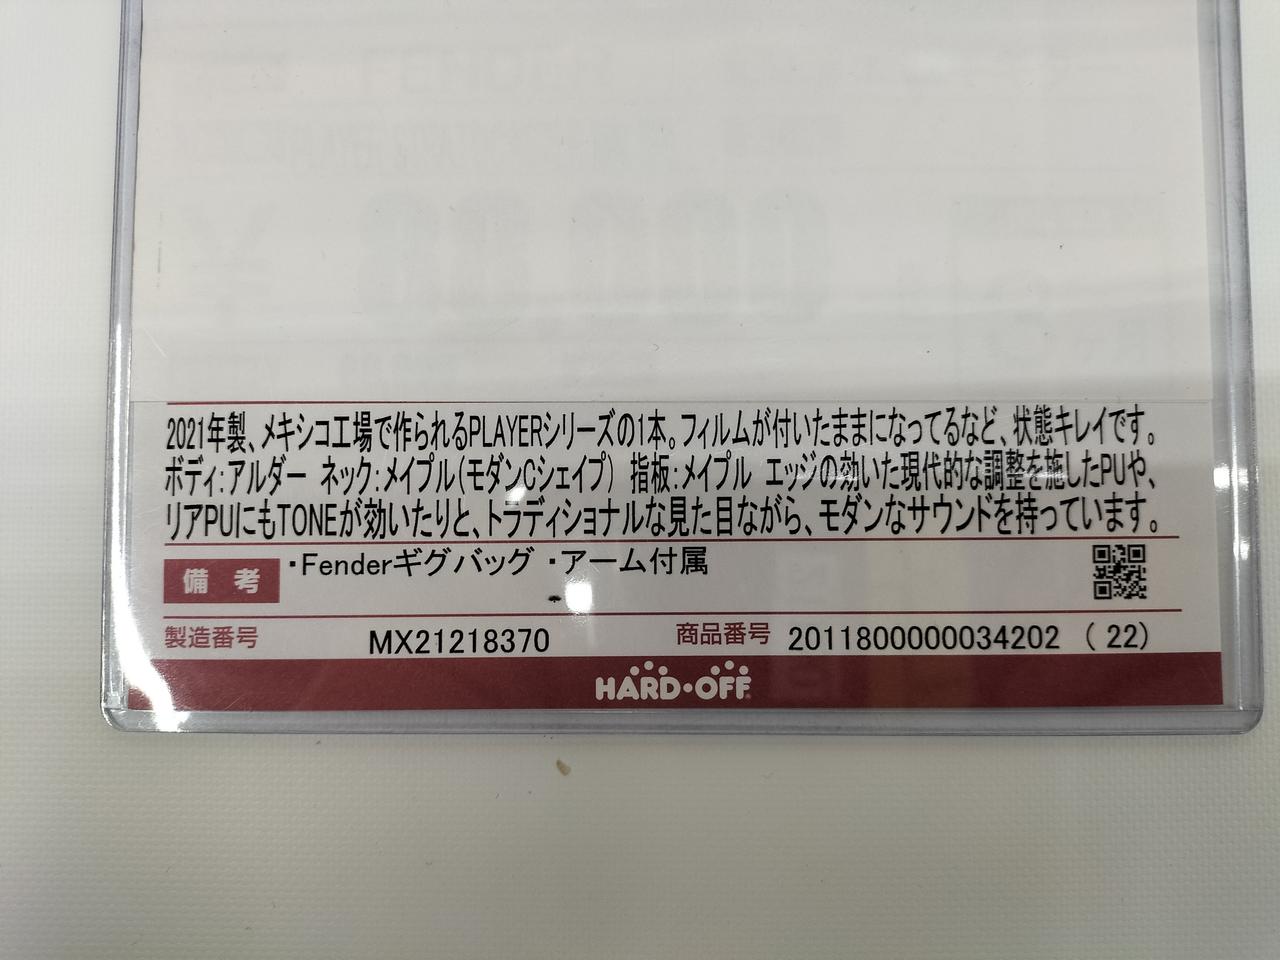 2021年製、メキシコ工場で作られるPLAYERシリーズの1本。フィルムが付いたままになってるなど、状態キレイです。
ボディ:アルダー ネック:メイプル(モダンCシェイプ) 指板:メイプル エッジの効いた現代的な調整を施したPUや、
リアPUにもTONEが効いたりと、トラディショナルな見た目ながら、モダンなサウンドを持っています。
備考 ・Fenderギグバッグ ・アーム付属
製造番号 MX21218370 商品番号 2011800000034202 (22)
HARD・OFF